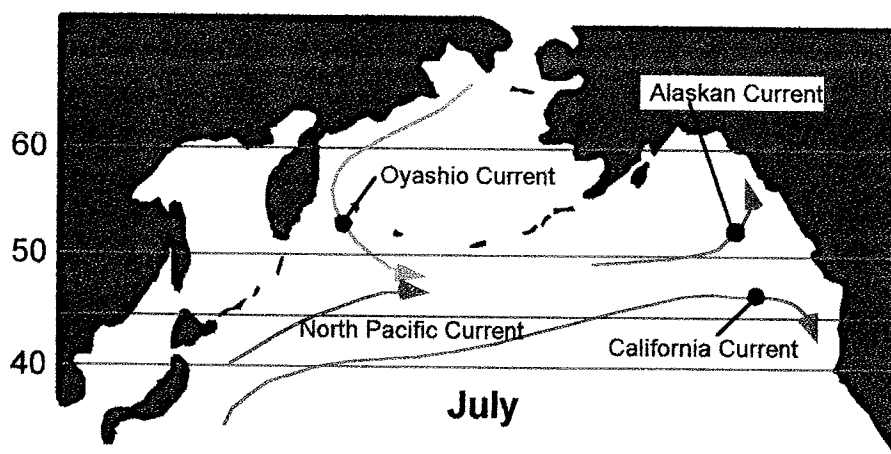 Alaskan Current
60
Oyashio Current
50
North Pacific Current
California Current
40
July